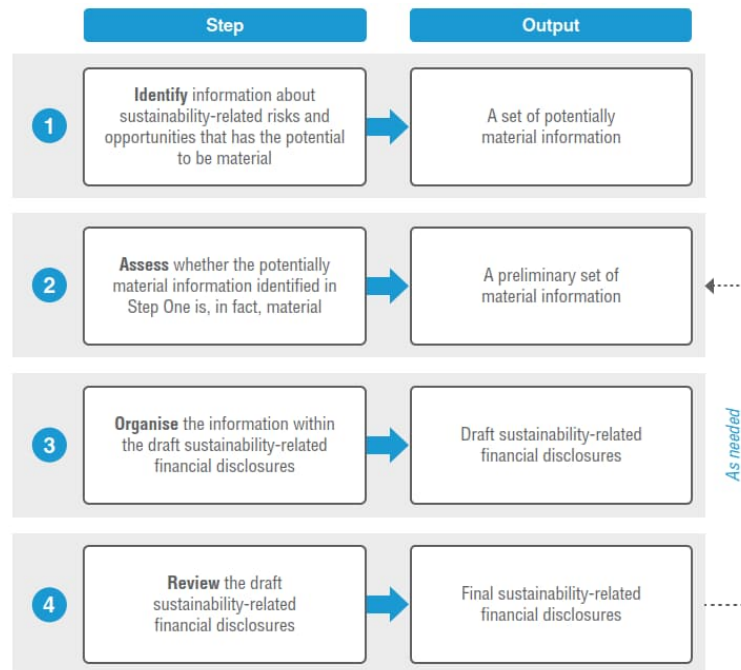 Step
Output
1
Identify information about
sustainability-related risks and
opportunities that has the potential
to be material
A set of potentially
material information
2
Assess whether the potentially
material information identified in
Step One is, in fact, material
A preliminary set of
material information
3
Organise the information within
the draft sustainability-related
financial disclosures
Draft sustainability-related
financial disclosures
As needed
4
Review the draft
sustainability-related
financial disclosures
Final sustainability-related
financial disclosures